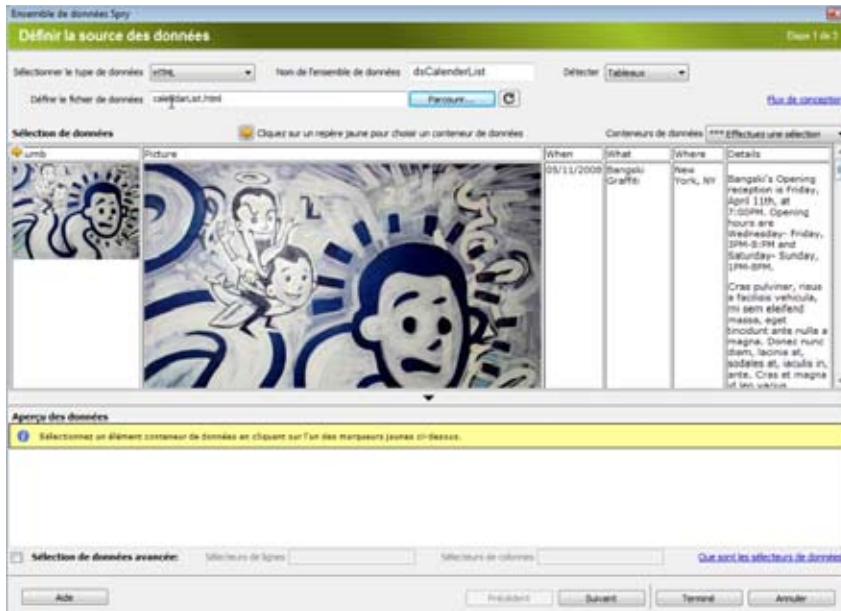 Ensemble de données Spry
Définir la source des données
Etape 1 de 3
Sélectionner le type de données HTML Nom de l'ensemble de données dsCalenderList Détecter Tableaux
Définir le fichier de données calendarList.html Parcourir... Flux de conception
Sélection de données Cliquez sur un repère jaune pour choisir un conteneur de données Conteneurs de données *** Effectuez une sélection
umb Picture When What Where Details
09/11/2008 Bangski Graffiti New York, NY
Bangski's Opening
reception is Friday,
April 11th, at
7:00PM. Opening
hours are
Wednesday- Friday,
3PM-8:PM and
Saturday- Sunday,
1PM-8PM.
Cras pulvinar, risus
a facilisis vehicula,
mi sem eleifend
massa, eget
tincidunt ante nulla a
magna. Donec nunc
diam, lacinia at,
sodales at, iaculis in,
ante. Cras et magna
Aperçu des données
Sélectionnez un élément conteneur de données en cliquant sur l'un des marqueurs jaunes ci-dessus.
Sélection de données avancée: Sélecteurs de lignes Sélecteurs de colonnes Que sont les sélecteurs de données
Aide Précédent Suivant Terminé Annuler